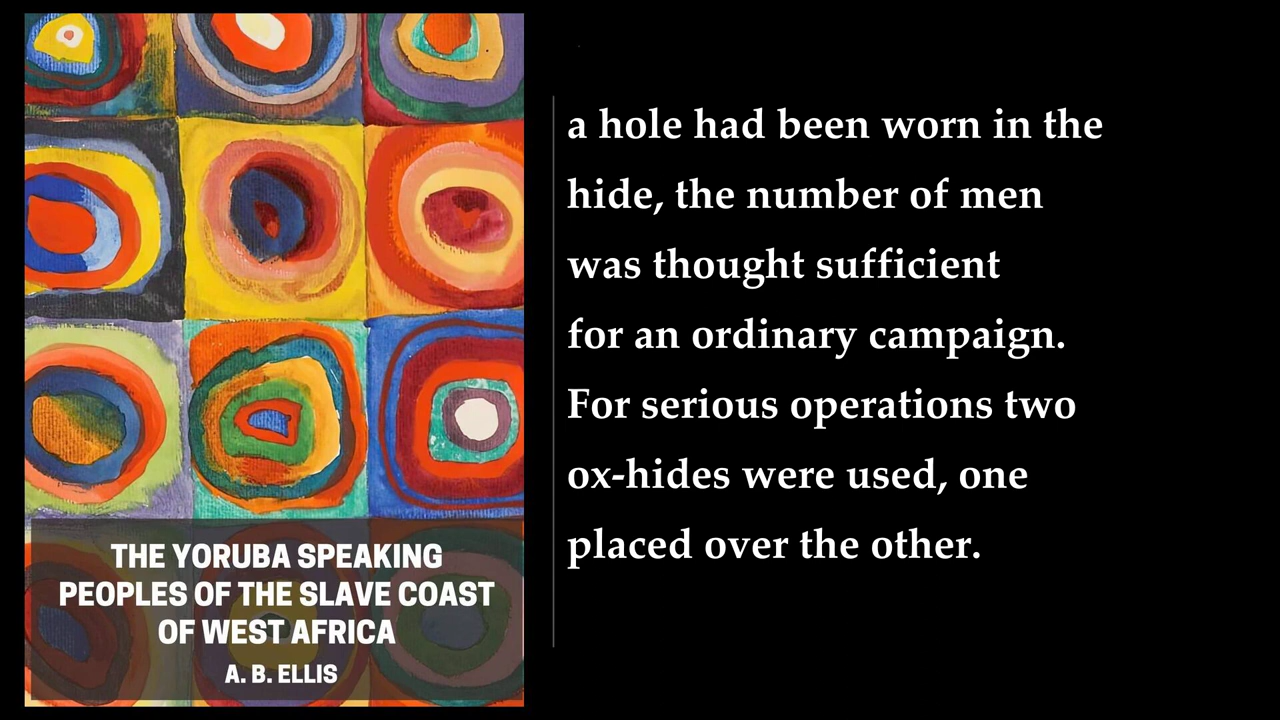 THE YORUBA SPEAKING
PEOPLES OF THE SLAVE COAST
OF WEST AFRICA
A. B. ELLIS
a hole had been worn in the
hide, the number of men
was thought sufficient
for an ordinary campaign.
For serious operations two
ox-hides were used, one
placed over the other.